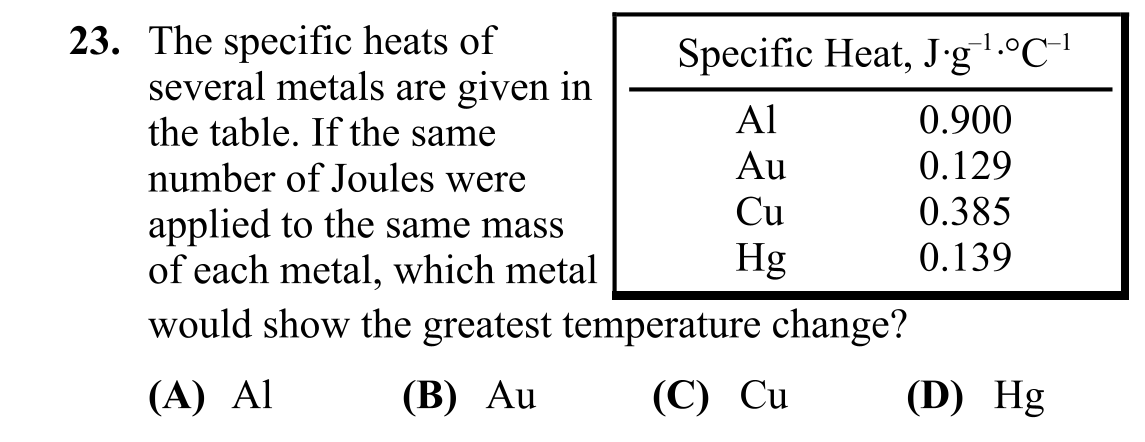 23. The specific heats of
several metals are given in
the table. If the same
number of Joules were
applied to the same mass
of each metal, which metal
would show the greatest temperature change?
Specific Heat, J·g⁻¹·°C⁻¹
Al 0.900
Au 0.129
Cu 0.385
Hg 0.139
(A) Al (B) Au (C) Cu (D) Hg